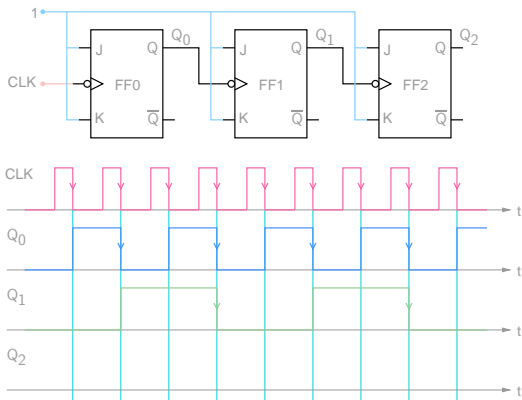 1
J Q Q₀ J Q Q₁ J Q Q₂
CLK FF0 FF1 FF2
K Q̅ K Q̅ K Q̅
CLK
t
Q₀
t
Q₁
t
Q₂
t